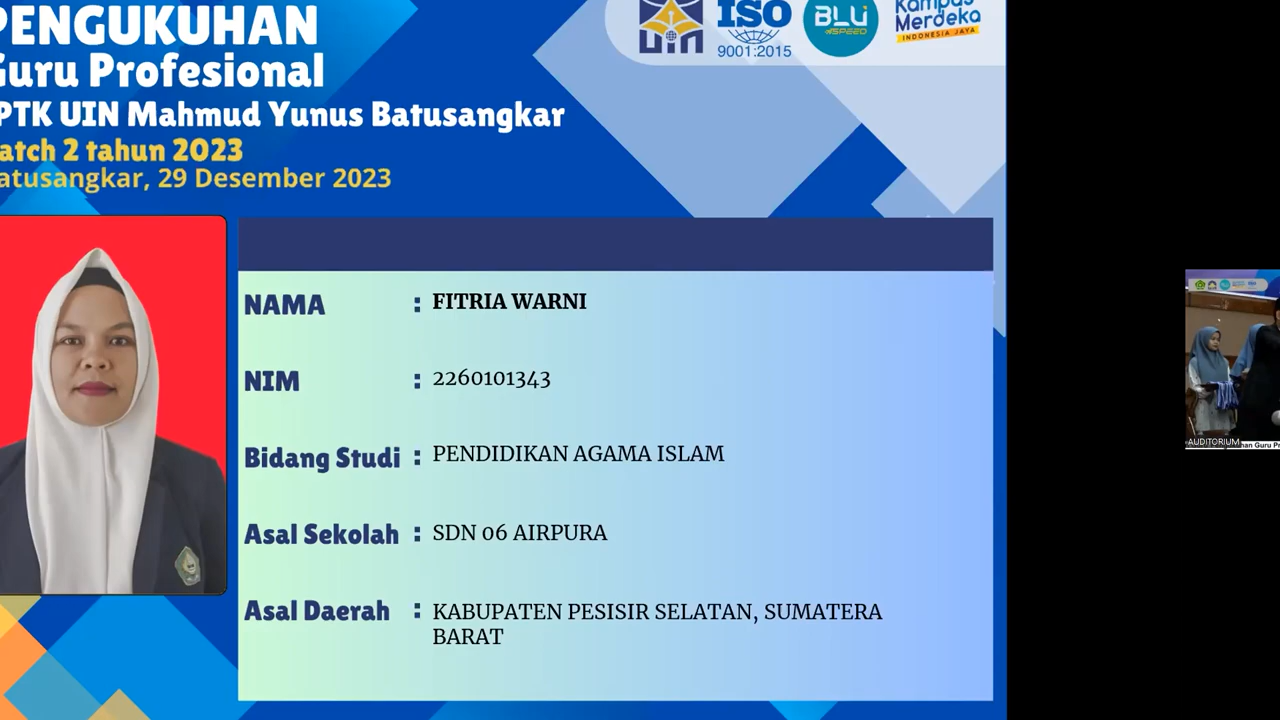 PENGUKUHAN
Guru Profesional
PTK UIN Mahmud Yunus Batusangkar
atch 2 tahun 2023
atusangkar, 29 Desember 2023
uin
ISO
9001:2015
BLU
SPEED
Kampus
Merdeka
INDONESIA JAYA
NAMA : FITRIA WARNI
NIM : 2260101343
Bidang Studi : PENDIDIKAN AGAMA ISLAM
Asal Sekolah : SDN 06 AIRPURA
Asal Daerah : KABUPATEN PESISIR SELATAN, SUMATERA
BARAT
AUDITORIUM